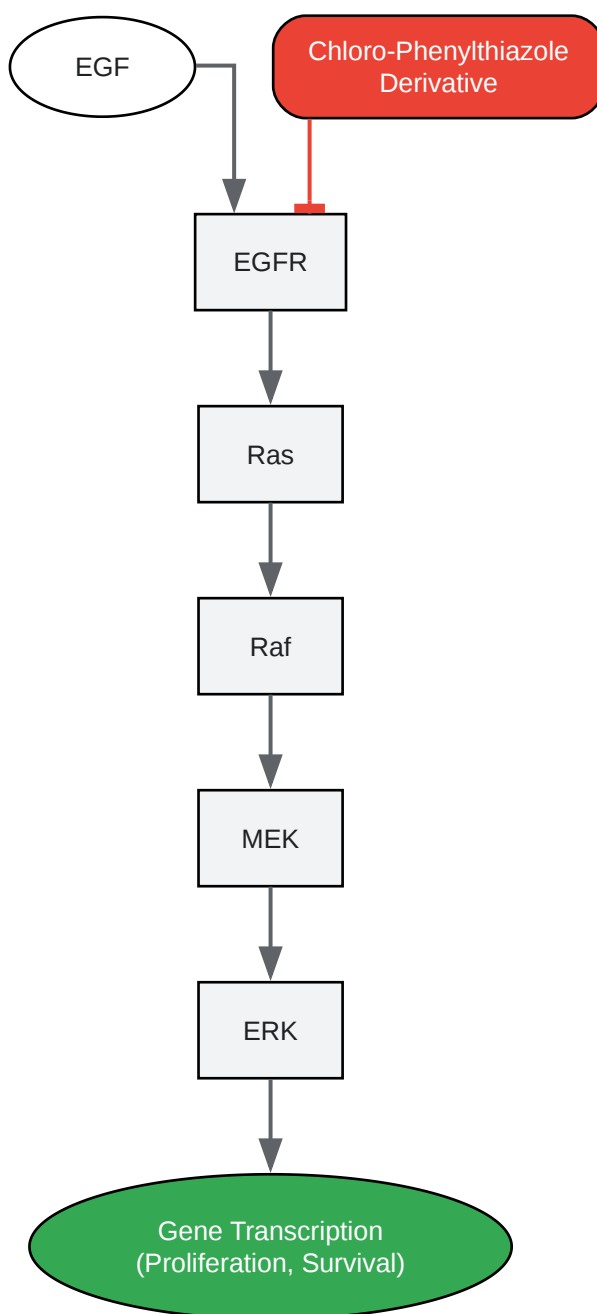 EGF
Chloro-Phenylthiazole
Derivative
EGFR
Ras
Raf
MEK
ERK
Gene Transcription
(Proliferation, Survival)